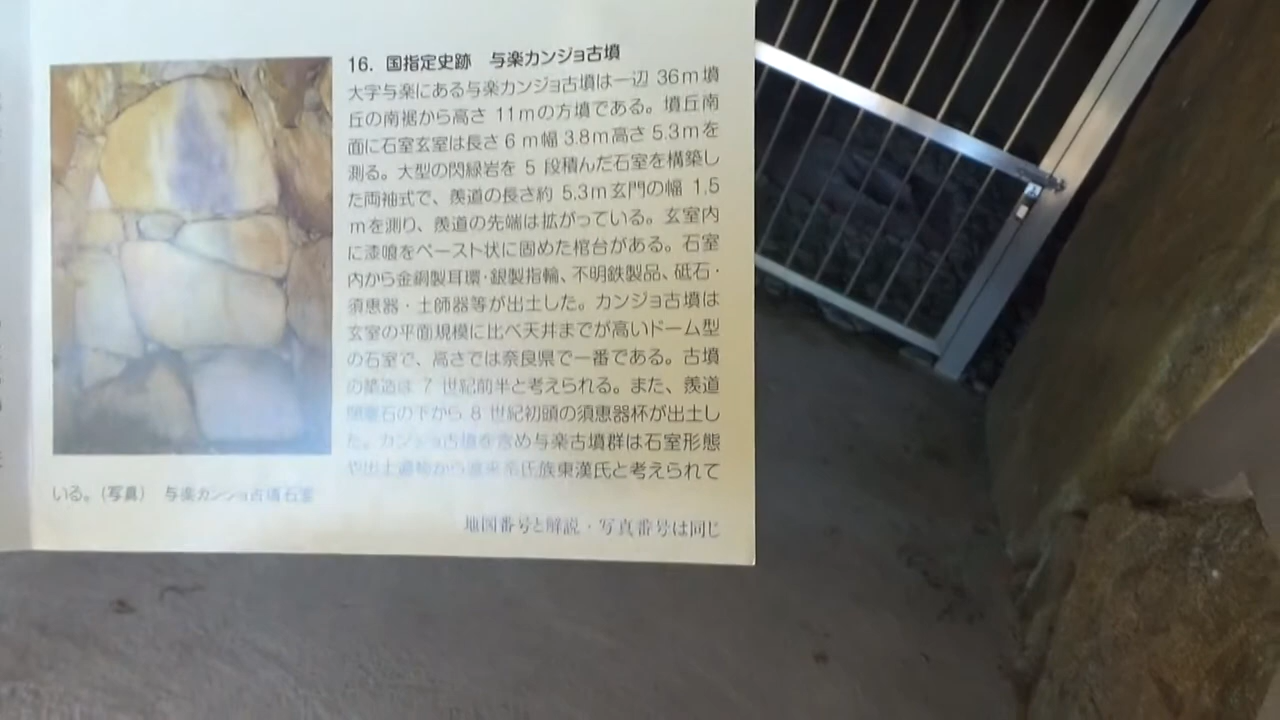 16. 国指定史跡　与楽カンジョ古墳
大字与楽にある与楽カンジョ古墳は一辺 36m墳
丘の南裾から高さ 11mの方墳である。墳丘南
面に石室玄室は長さ 6 m幅 3.8m高さ 5.3mを
測る。大型の閃緑岩を 5 段積んだ石室を構築し
た両袖式で、羨道の長さ約 5.3m玄門の幅 1.5
mを測り、羨道の先端は拡がっている。玄室内
に漆喰をペースト状に固めた棺台がある。石室
内から金銅製耳環・銀製指輪、不明鉄製品、砥石・
須恵器・土師器等が出土した。カンジョ古墳は
玄室の平面規模に比べ天井までが高いドーム型
の石室で、高さでは奈良県で一番である。古墳
の築造は 7 世紀前半と考えられる。また、羨道
閉塞石の下から 8 世紀初頭の須恵器杯が出土し
た。カンジョ古墳を含め与楽古墳群は石室形態
や出土遺物から渡来系氏族東漢氏と考えられて
いる。(写真)　与楽カンジョ古墳石室
地図番号と解説・写真番号は同じ